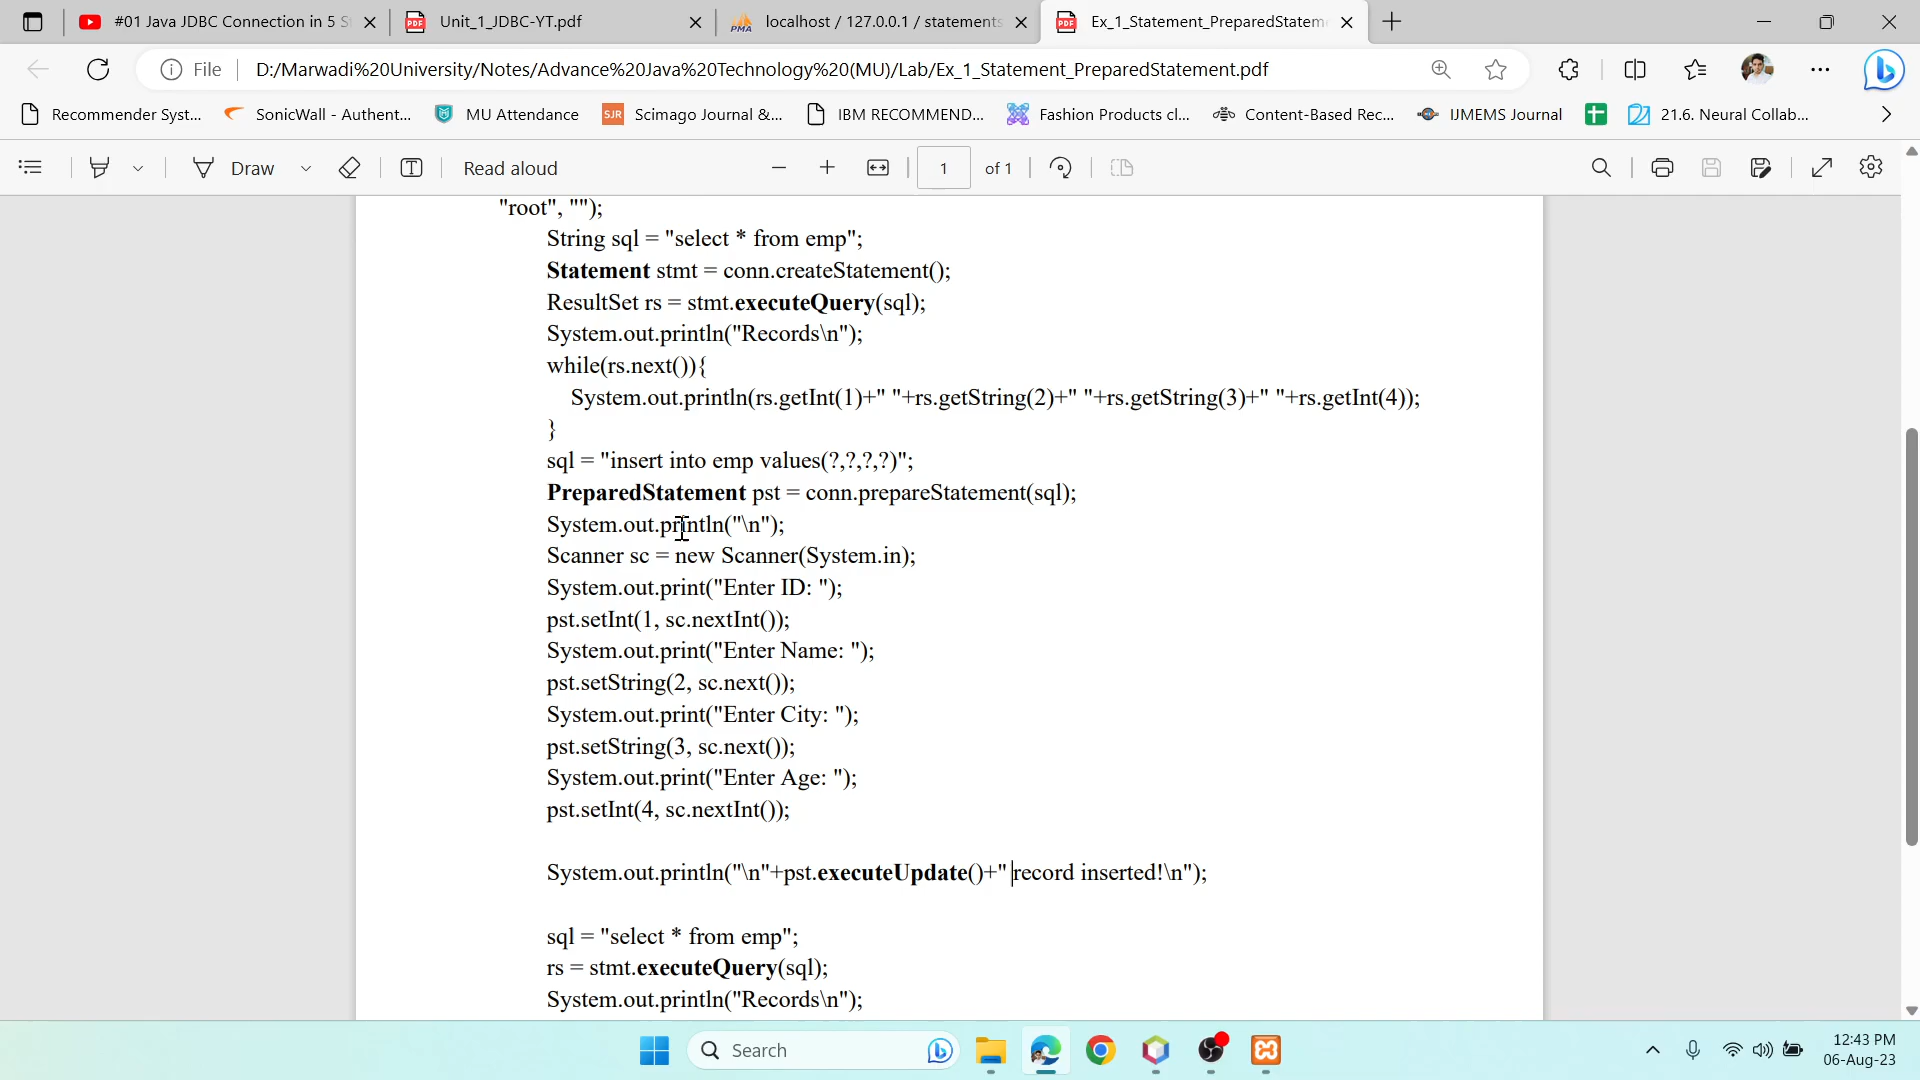 #01 Java JDBC Connection in 5 St
Unit_1_JDBC-YT.pdf
localhost / 127.0.0.1 / statements
Ex_1_Statement_PreparedStatem
File
D:/Marwadi%20University/Notes/Advance%20Java%20Technology%20(MU)/Lab/Ex_1_Statement_PreparedStatement.pdf
Recommender Syst...
SonicWall - Authent...
MU Attendance
SJR
Scimago Journal &...
IBM RECOMMEND...
Fashion Products cl...
Content-Based Rec...
IJMEMS Journal
21.6. Neural Collab...
Draw
Read aloud
1 of 1
"root", "");
String sql = "select * from emp";
Statement stmt = conn.createStatement();
ResultSet rs = stmt.executeQuery(sql);
System.out.println("Records\n");
while(rs.next()){
System.out.println(rs.getInt(1)+" "+rs.getString(2)+" "+rs.getString(3)+" "+rs.getInt(4));
}
sql = "insert into emp values(?,?,?,?)";
PreparedStatement pst = conn.prepareStatement(sql);
System.out.println("\n");
Scanner sc = new Scanner(System.in);
System.out.print("Enter ID: ");
pst.setInt(1, sc.nextInt());
System.out.print("Enter Name: ");
pst.setString(2, sc.next());
System.out.print("Enter City: ");
pst.setString(3, sc.next());
System.out.print("Enter Age: ");
pst.setInt(4, sc.nextInt());
System.out.println("\n"+pst.executeUpdate()+" record inserted!\n");
sql = "select * from emp";
rs = stmt.executeQuery(sql);
System.out.println("Records\n");
Search
12:43 PM
06-Aug-23